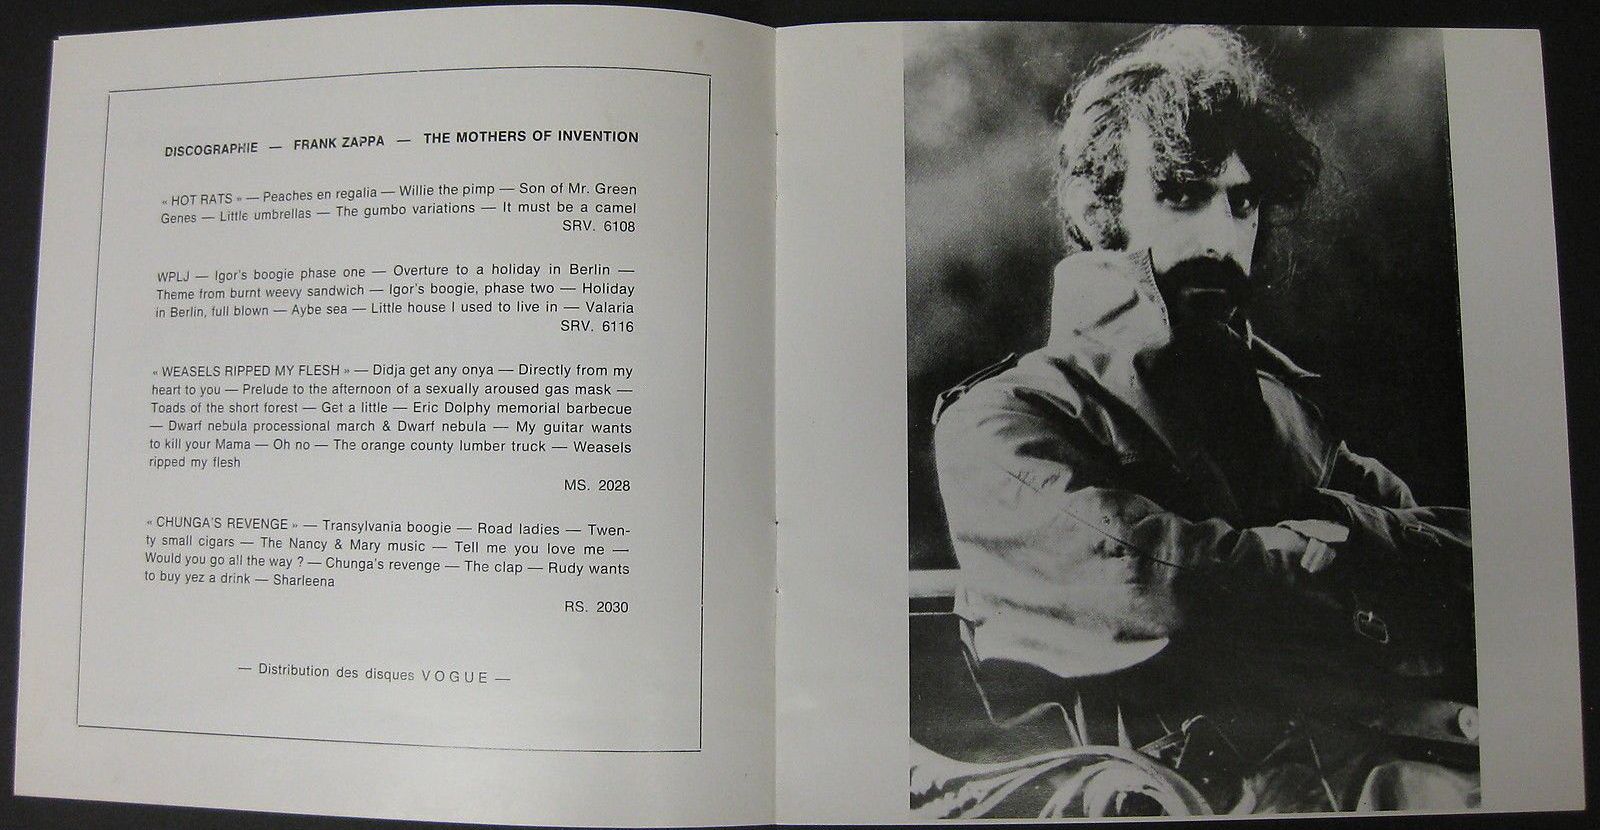 DISCOGRAPHIE — FRANK ZAPPA — THE MOTHERS OF INVENTION
« HOT RATS » — Peaches en regalia — Willie the pimp — Son of Mr. Green
Genes — Little umbrellas — The gumbo variations — It must be a camel
SRV. 6108
WPLJ — Igor's boogie phase one — Overture to a holiday in Berlin —
Theme from burnt weevy sandwich — Igor's boogie, phase two — Holiday
in Berlin, full blown — Aybe sea — Little house I used to live in — Valaria
SRV. 6116
« WEASELS RIPPED MY FLESH » — Didja get any onya — Directly from my
heart to you — Prelude to the afternoon of a sexually aroused gas mask —
Toads of the short forest — Get a little — Eric Dolphy memorial barbecue
— Dwarf nebula processional march & Dwarf nebula — My guitar wants
to kill your Mama — Oh no — The orange county lumber truck — Weasels
ripped my flesh
MS. 2028
« CHUNGA'S REVENGE » — Transylvania boogie — Road ladies — Twen-
ty small cigars — The Nancy & Mary music — Tell me you love me —
Would you go all the way ? — Chunga's revenge — The clap — Rudy wants
to buy yez a drink — Sharleena
RS. 2030
— Distribution des disques V O G U E —